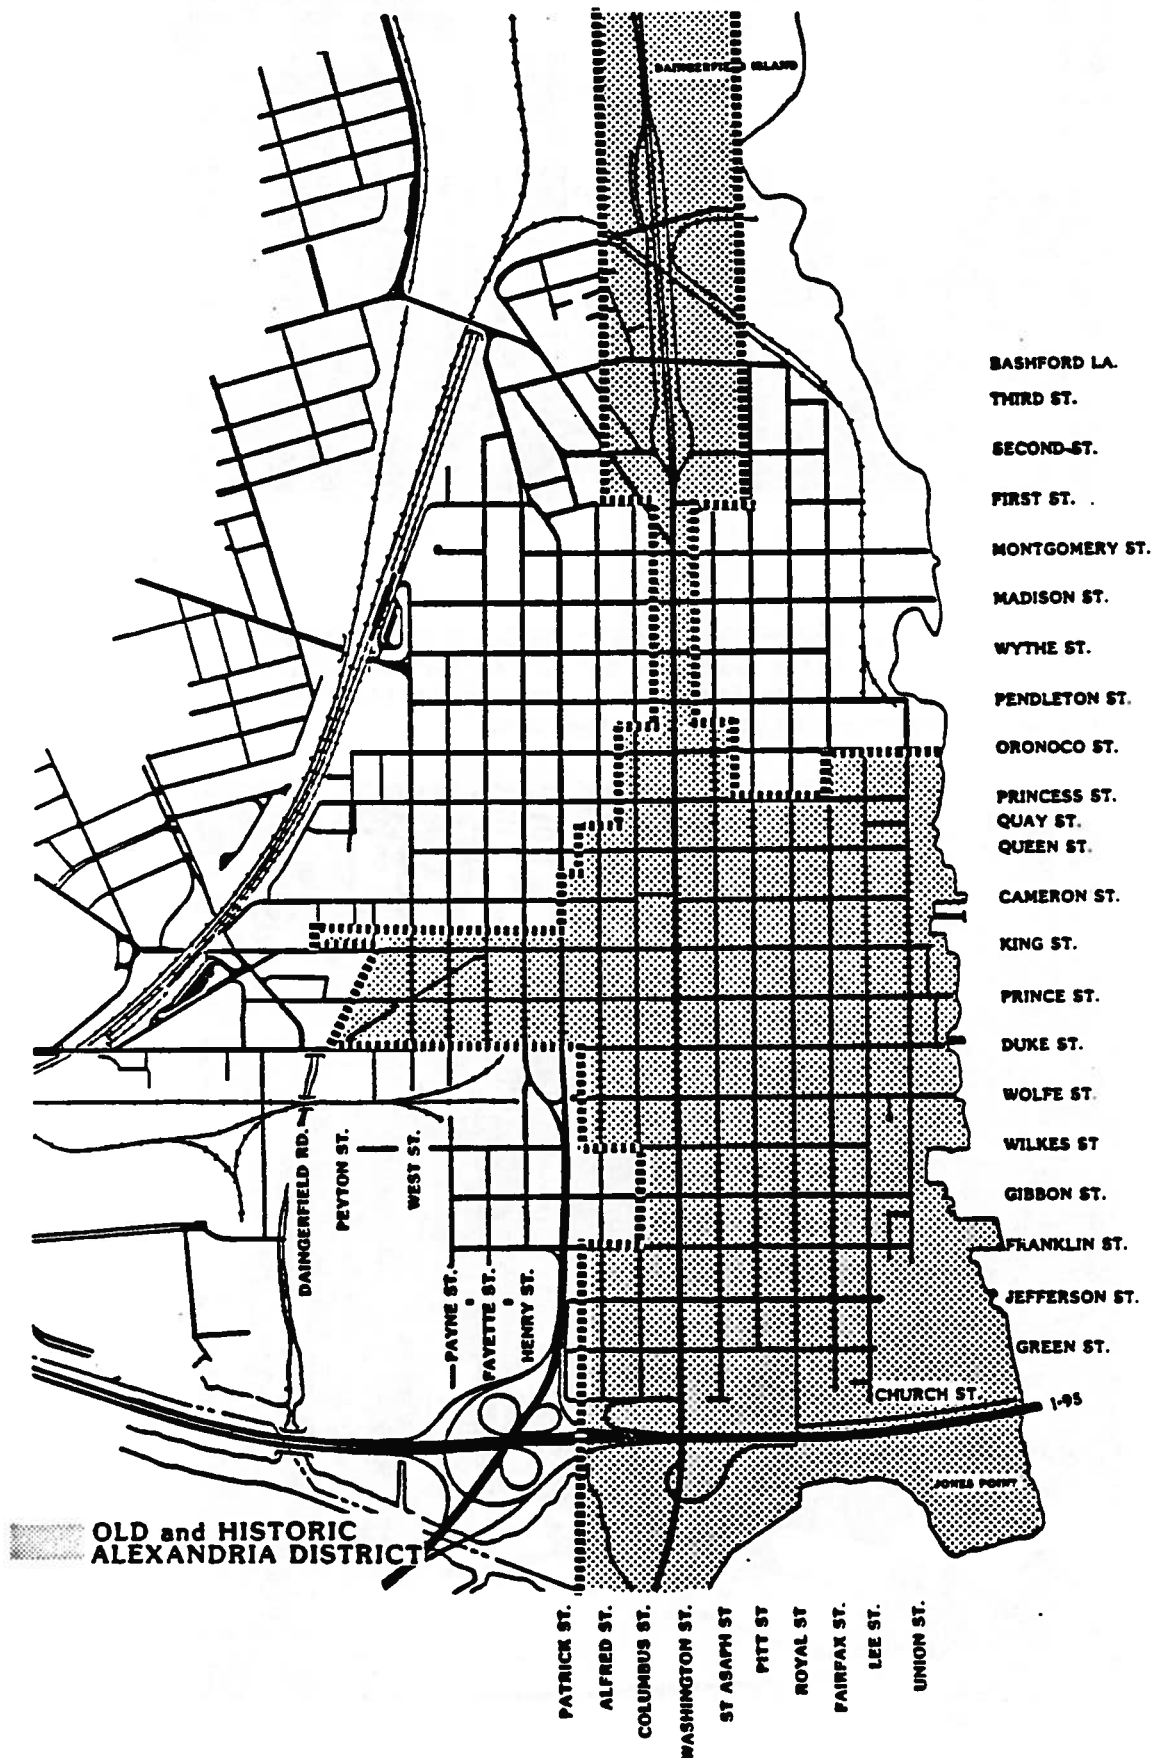 DAINGERFIELD ISLAND
BASHFORD LA.
THIRD ST.
SECOND-ST.
FIRST ST.
MONTGOMERY ST.
MADISON ST.
WYTHE ST.
PENDLETON ST.
ORONOCO ST.
PRINCESS ST.
QUAY ST.
QUEEN ST.
CAMERON ST.
KING ST.
PRINCE ST.
DUKE ST.
WOLFE ST.
WILKES ST
GIBBON ST.
FRANKLIN ST.
JEFFERSON ST.
GREEN ST.
CHURCH ST.
I-95
JONES POINT
DAINGERFIELD RD.
PEYTON ST.
WEST ST.
PAYNE ST.
FAYETTE ST.
HENRY ST.
OLD and HISTORIC
ALEXANDRIA DISTRICT
PATRICK ST.
ALFRED ST.
COLUMBUS ST.
WASHINGTON ST.
ST ASAPH ST
PITT ST
ROYAL ST
FAIRFAX ST.
LEE ST.
UNION ST.